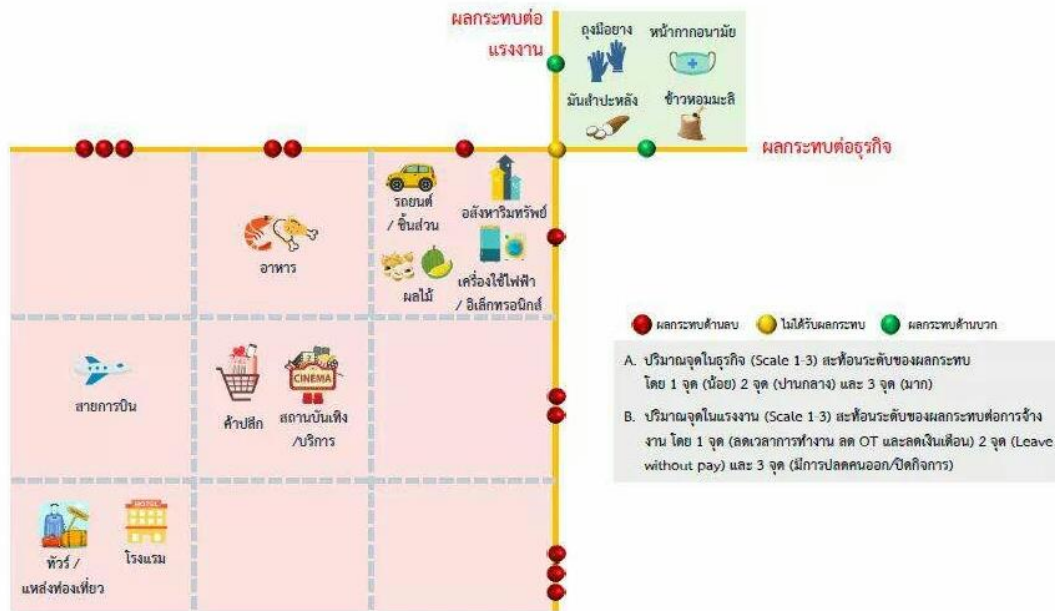 ผลกระทบต่อ
แรงงาน
ถุงมือยาง
หน้ากากอนามัย
มันสำปะหลัง
ข้าวหอมมะลิ
ผลกระทบต่อธุรกิจ
รถยนต์
/ ชิ้นส่วน
อสังหาริมทรัพย์
อาหาร
ผลไม้
เครื่องใช้ไฟฟ้า
/ อิเล็กทรอนิกส์
สายการบิน
ค้าปลีก
CINEMA
สถานบันเทิง
/บริการ
ทัวร์ /
แหล่งท่องเที่ยว
โรงแรม
ผลกระทบด้านลบ
ไม่ได้รับผลกระทบ
ผลกระทบด้านบวก
A. ปริมาณจุดในธุรกิจ (Scale 1-3) สะท้อนระดับของผลกระทบ
โดย 1 จุด (น้อย) 2 จุด (ปานกลาง) และ 3 จุด (มาก)
B. ปริมาณจุดในแรงงาน (Scale 1-3) สะท้อนระดับของผลกระทบต่อการจ้าง
งาน โดย 1 จุด (ลดเวลาการทำงาน ลด OT และลดเงินเดือน) 2 จุด (Leave
without pay) และ 3 จุด (มีการปลดคนออก/ปิดกิจการ)